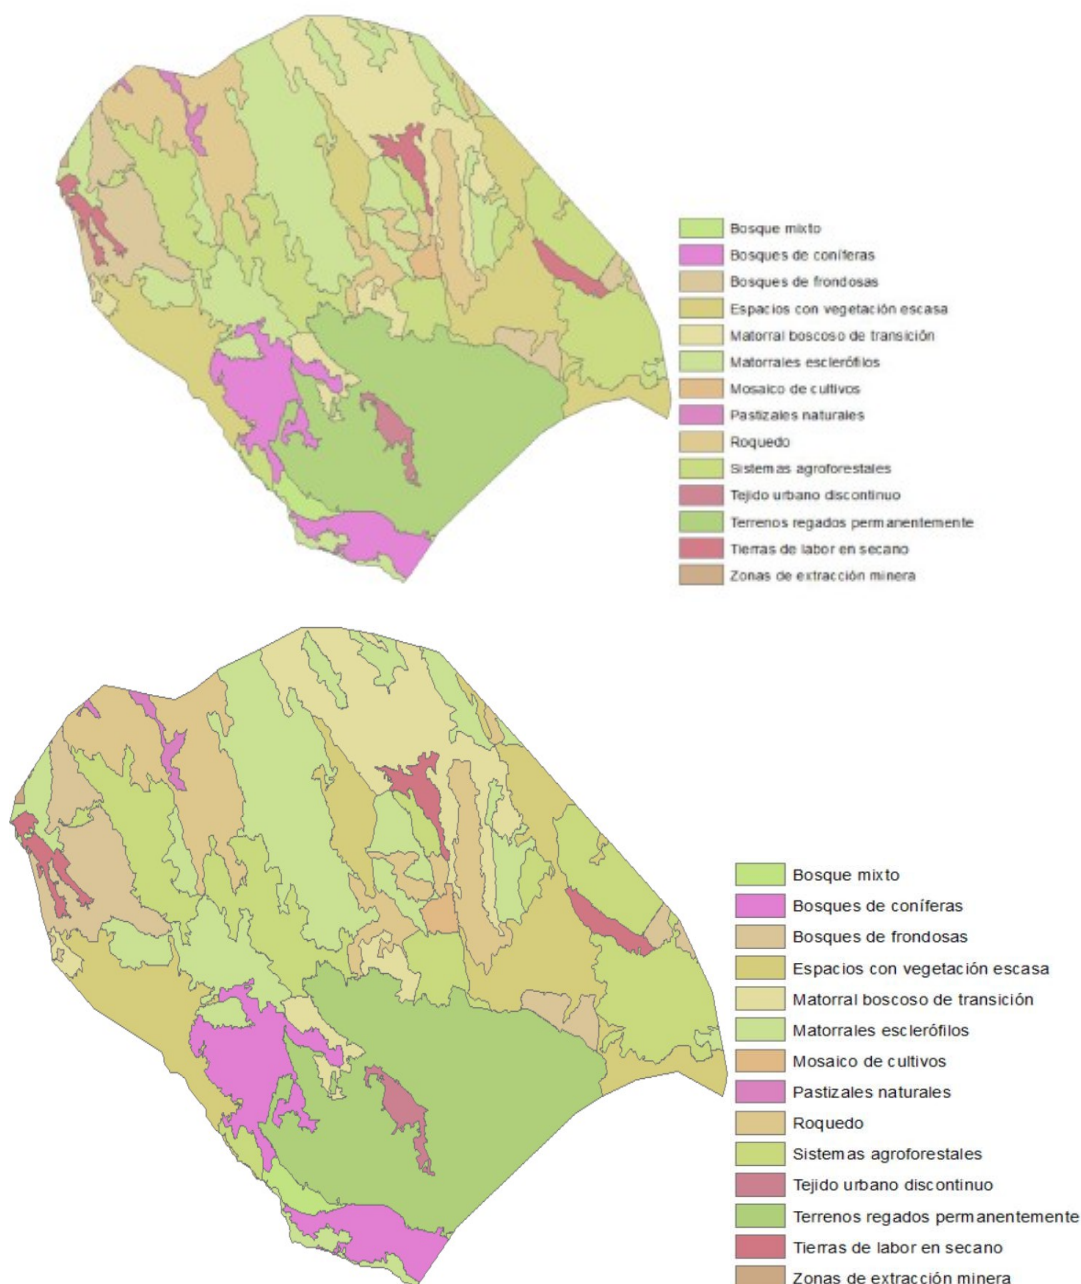 Bosque mixto
Bosques de coníferas
Bosques de frondosas
Espacios con vegetación escasa
Matorral boscoso de transición
Matorrales esclerófilos
Mosaico de cultivos
Pastizales naturales
Roquedo
Sistemas agroforestales
Tejido urbano discontinuo
Terrenos regados permanentemente
Tierras de labor en secano
Zonas de extracción minera
Bosque mixto
Bosques de coníferas
Bosques de frondosas
Espacios con vegetación escasa
Matorral boscoso de transición
Matorrales esclerófilos
Mosaico de cultivos
Pastizales naturales
Roquedo
Sistemas agroforestales
Tejido urbano discontinuo
Terrenos regados permanentemente
Tierras de labor en secano
Zonas de extracción minera